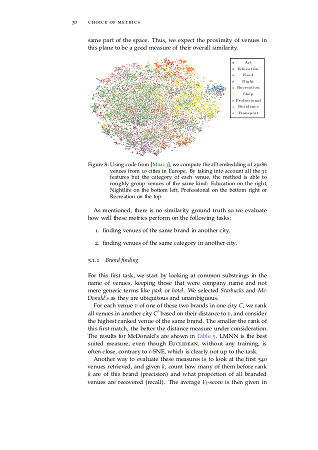 30 CHOICE OF METRICS
same part of the space. Thus, we expect the proximity of venues in
this plane to be a good measure of their overall similarity.
Art
Education
Food
Night
Recreation
Shop
Professional
Residence
Transport
Figure 8: Using code from [Maa13], we compute the 2D embedding of
venues from 10 cities in Europe. By taking into account all the 31
features but the category of each venue, the method is able to
roughly group venues of the same kind: Education on the right,
Nightlife on the bottom left, Professional on the bottom right or
Recreation on the top.
As mentioned, there is no similarity ground truth so we evaluate
how well these metrics perform on the following tasks:
1. finding venues of the same brand in another city.
2. finding venues of the same category in another city.
5.1.1 Brand finding
For this first task, we start by looking at common substrings in the
name of venues, keeping those that were company name and not
mere generic terms like park or hotel. We selected Starbucks and Mc-
Donald's as they are ubiquitous and unambiguous.
For each venue v of one of these two brands in one city C, we rank
all venues in another city C′ based on their distance to v, and consider
the highest ranked venue of the same brand. The smaller the rank of
this first match, the better the distance measure under consideration.
The results for McDonald's are shown in Table 5. LMNN is the best
suited measure, even though EUCLIDEAN, without any training, is
often close, contrary to t-SNE, which is clearly not up to the task.
Another way to evaluate these measures is to look at the first 520
venues retrieved, and given k, count how many of them before rank
k are of this brand (precision) and what proportion of all branded
venues are recovered (recall). The average F₁-score is then given in